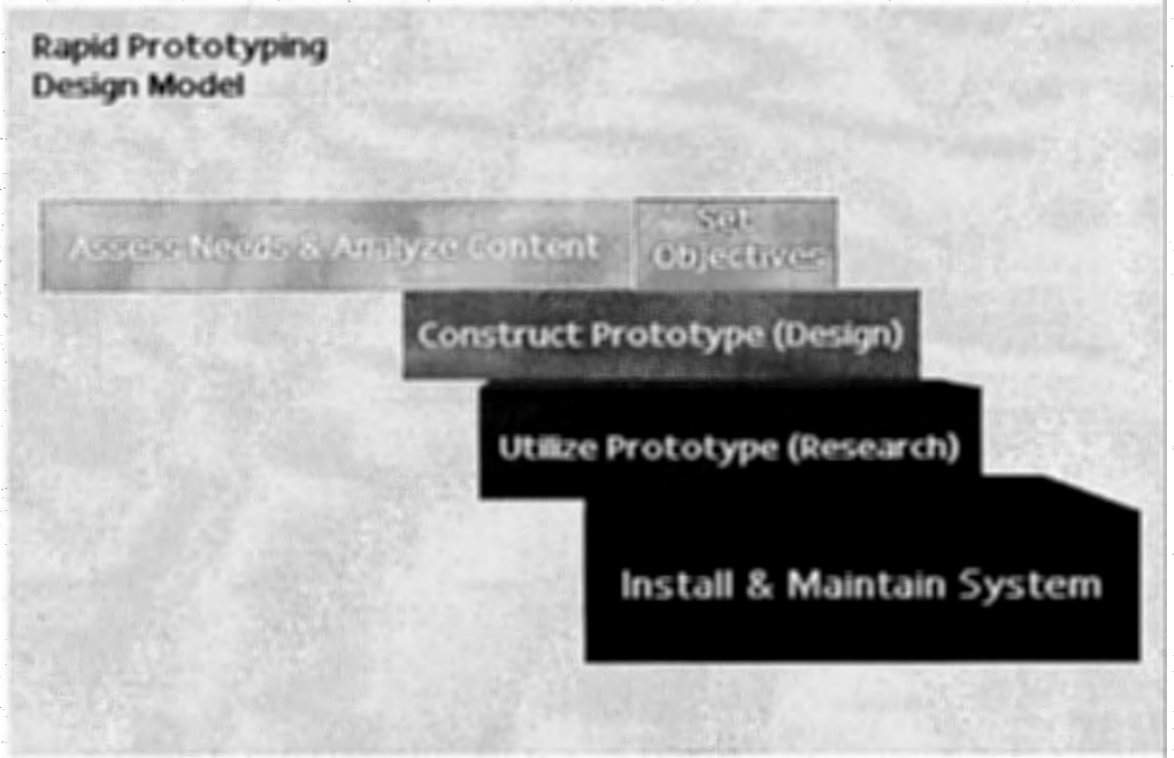 Rapid Prototyping
Design Model
Assess Needs & Analyze Content
Set
Objectives
Construct Prototype (Design)
Utilize Prototype (Research)
Install & Maintain System